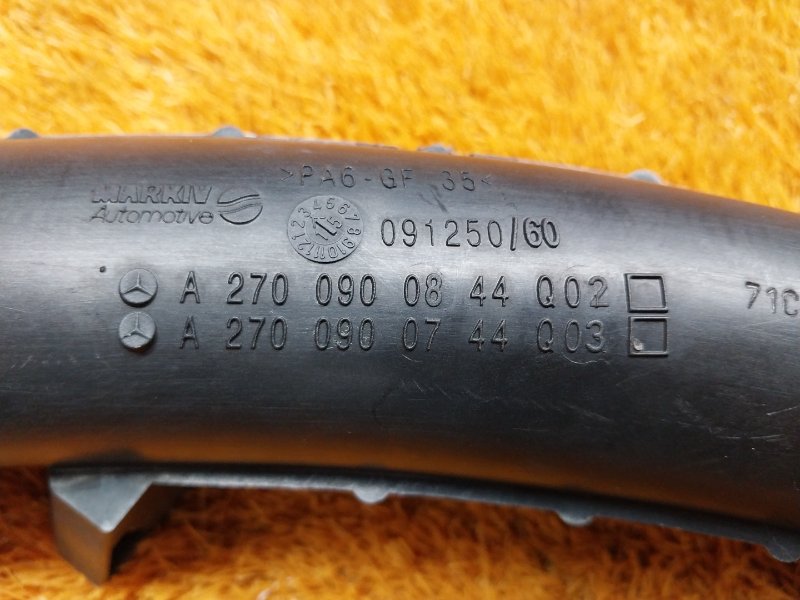 >PA6-GF 35<
MARKIV
Automotive
091250/60
A 270 090 08 44 Q02
A 270 090 07 44 Q03
71C